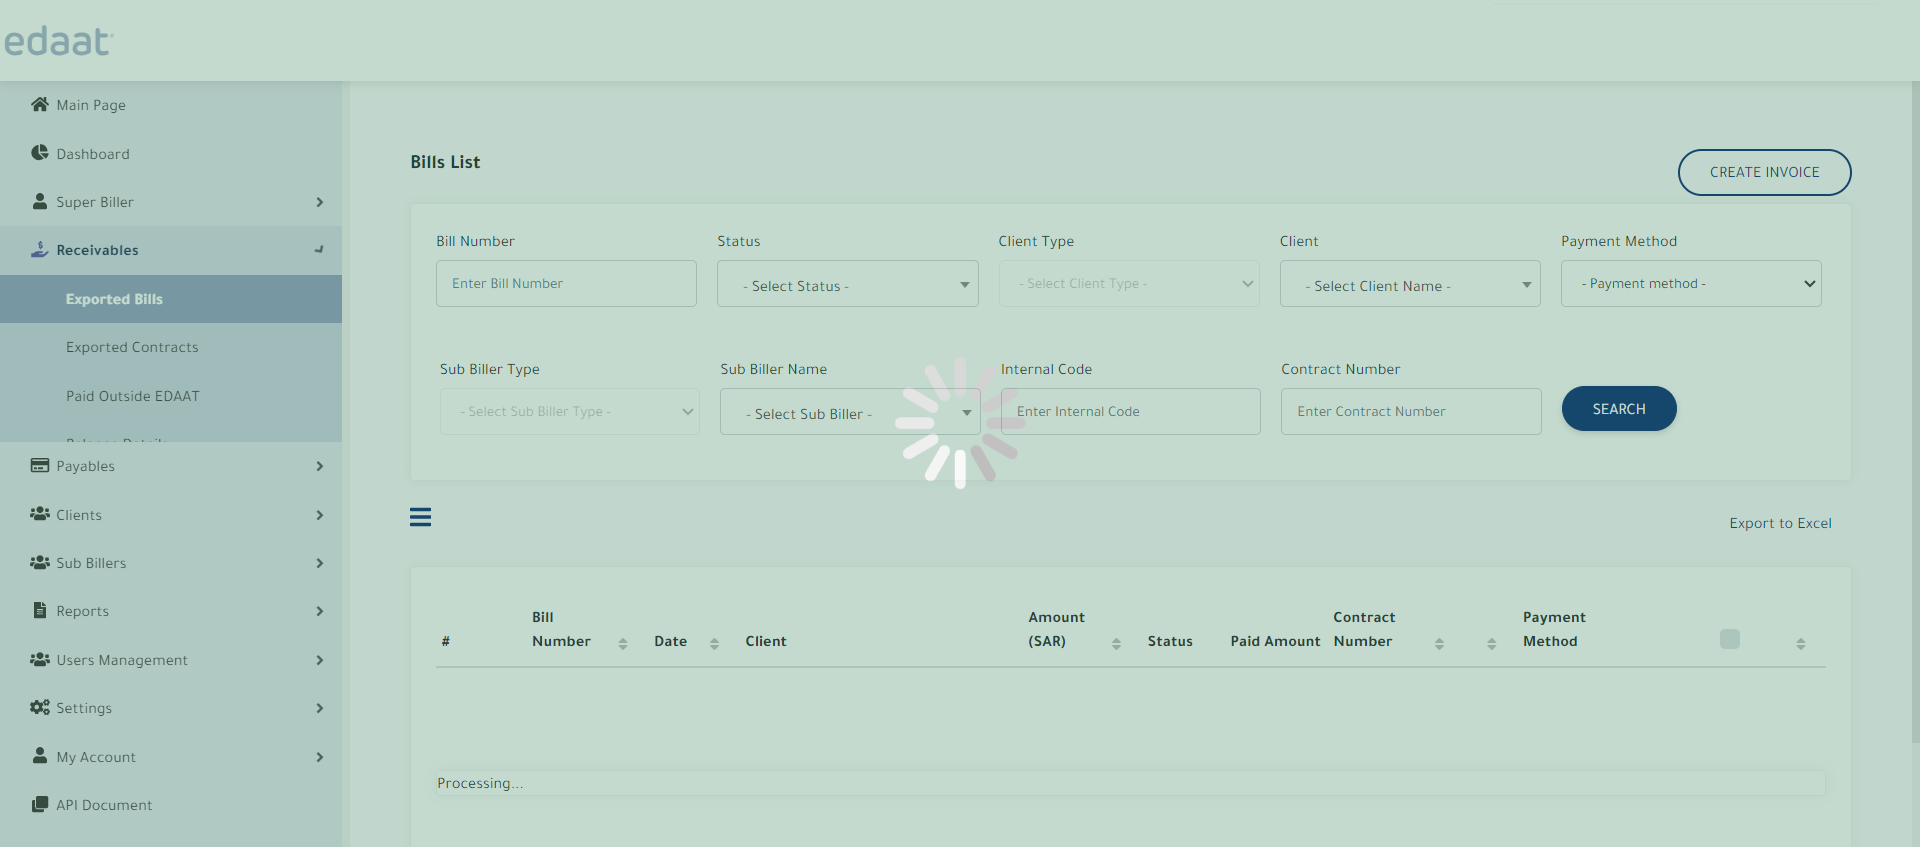 edaat
Main Page
Dashboard
Super Biller
Receivables
Exported Bills
Exported Contracts
Paid Outside EDAAT
Balance Details
Payables
Clients
Sub Billers
Reports
Users Management
Settings
My Account
API Document
Bills List
CREATE INVOICE
Bill Number
Status
Client Type
Client
Payment Method
Enter Bill Number
- Select Status -
- Select Client Type -
- Select Client Name -
- Payment method -
Sub Biller Type
Sub Biller Name
Internal Code
Contract Number
- Select Sub Biller Type -
- Select Sub Biller -
Enter Internal Code
Enter Contract Number
SEARCH
Export to Excel
#
Bill Number
Date
Client
Amount (SAR)
Status
Paid Amount
Contract Number
Payment Method
Processing...